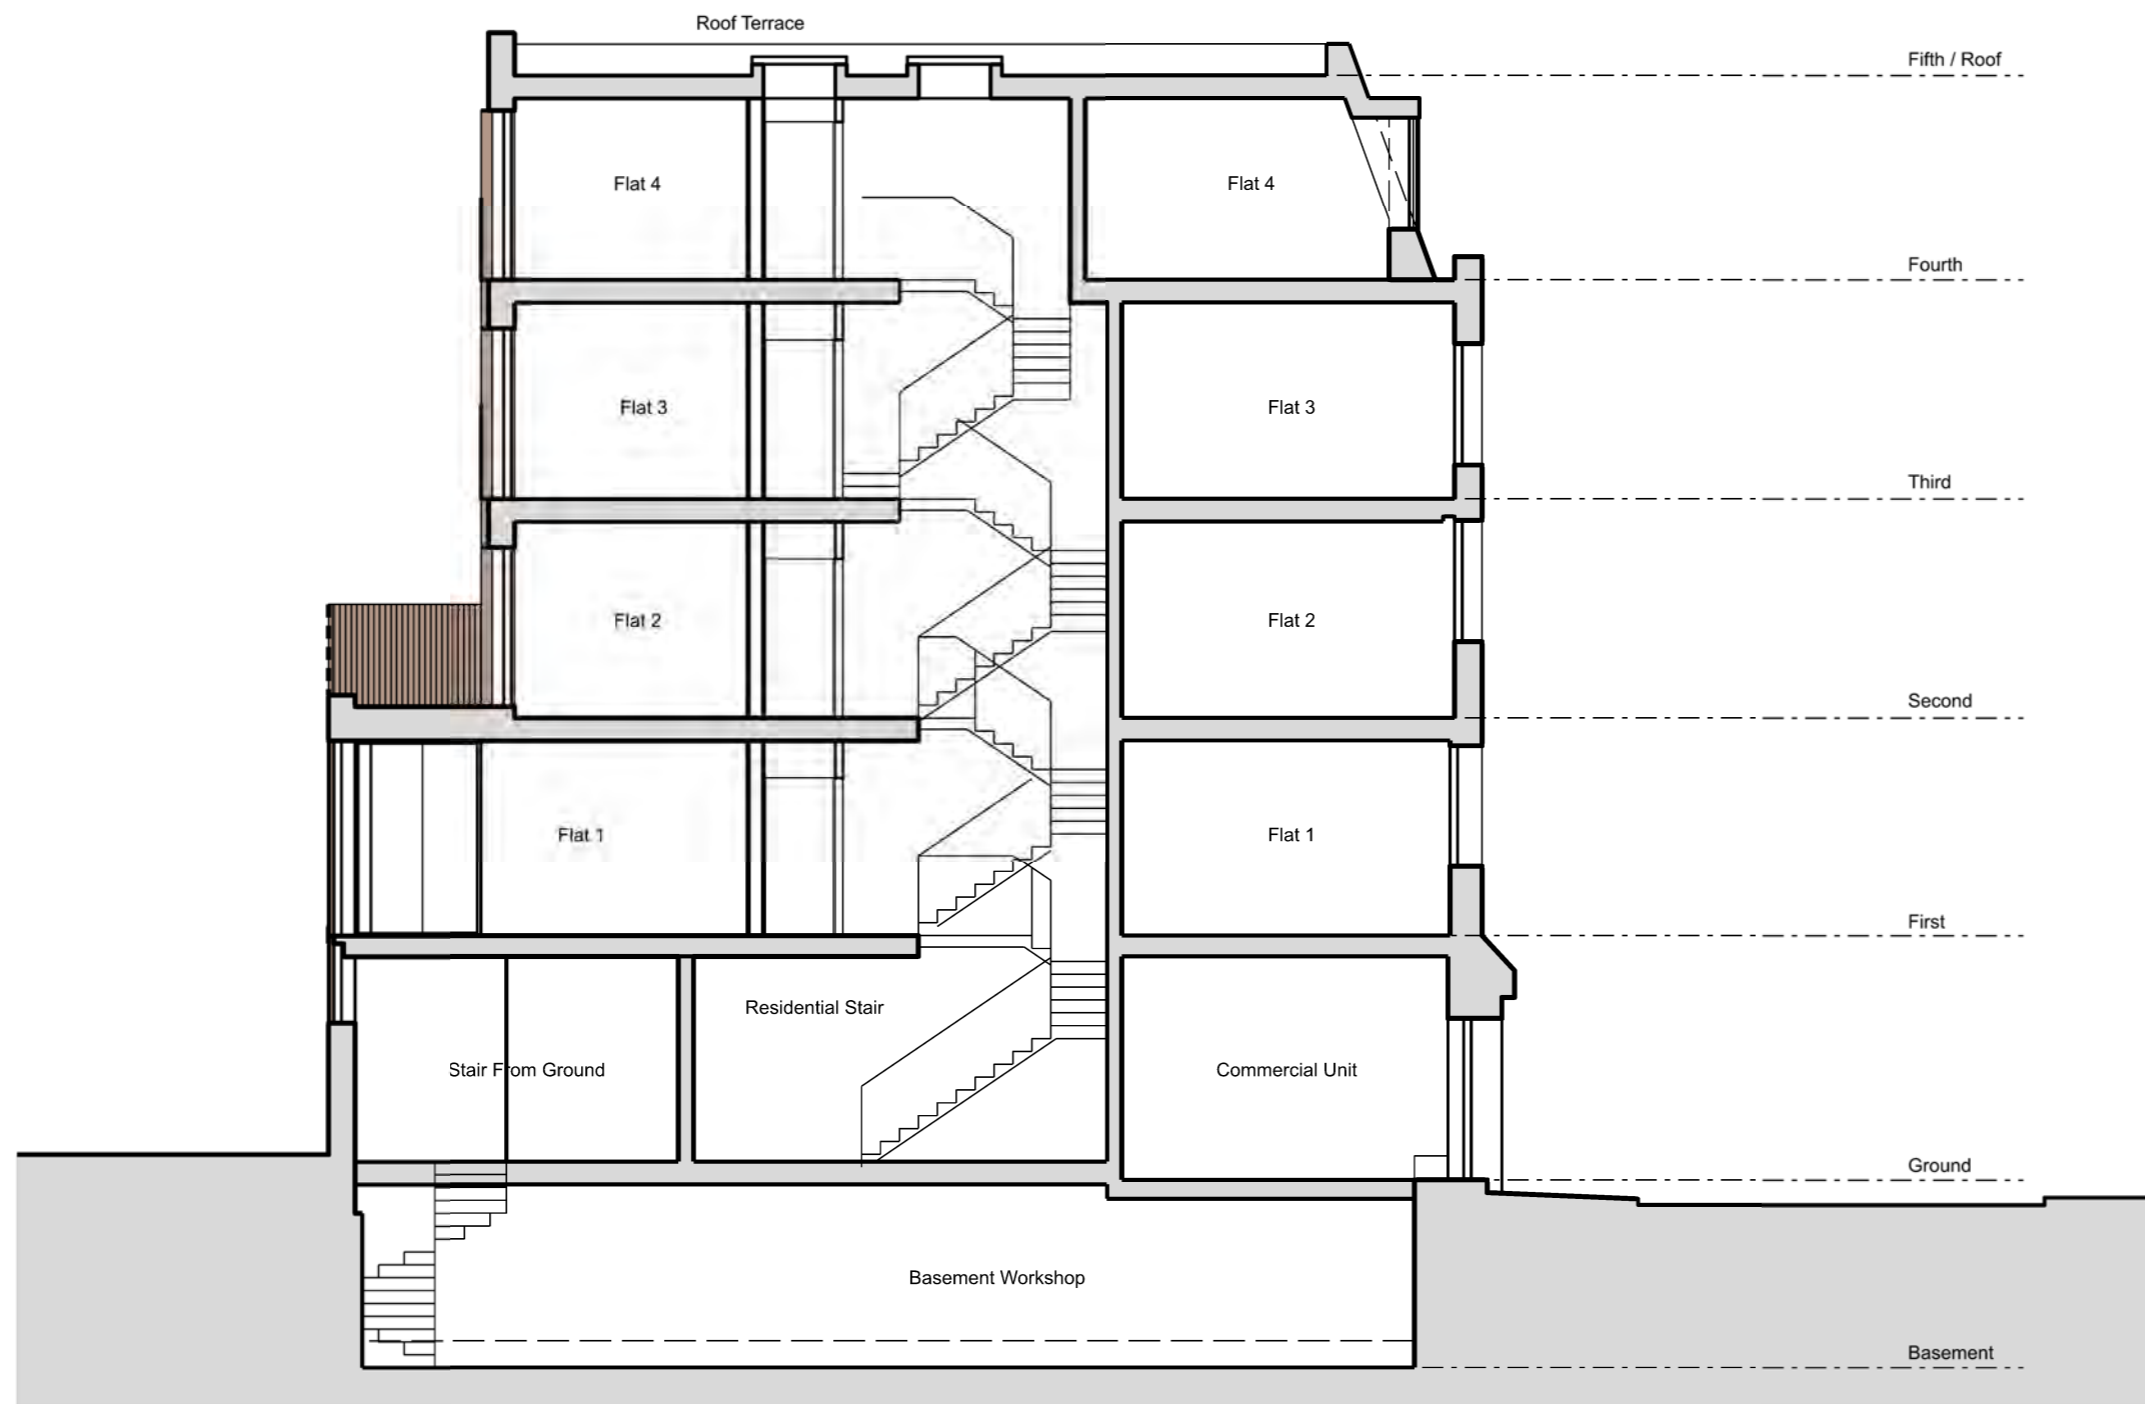 Roof Terrace
Fifth / Roof
Flat 4
Flat 4
Fourth
Flat 3
Flat 3
Third
Flat 2
Flat 2
Second
Flat 1
Flat 1
First
Residential Stair
Stair From Ground
Commercial Unit
Ground
Basement Workshop
Basement